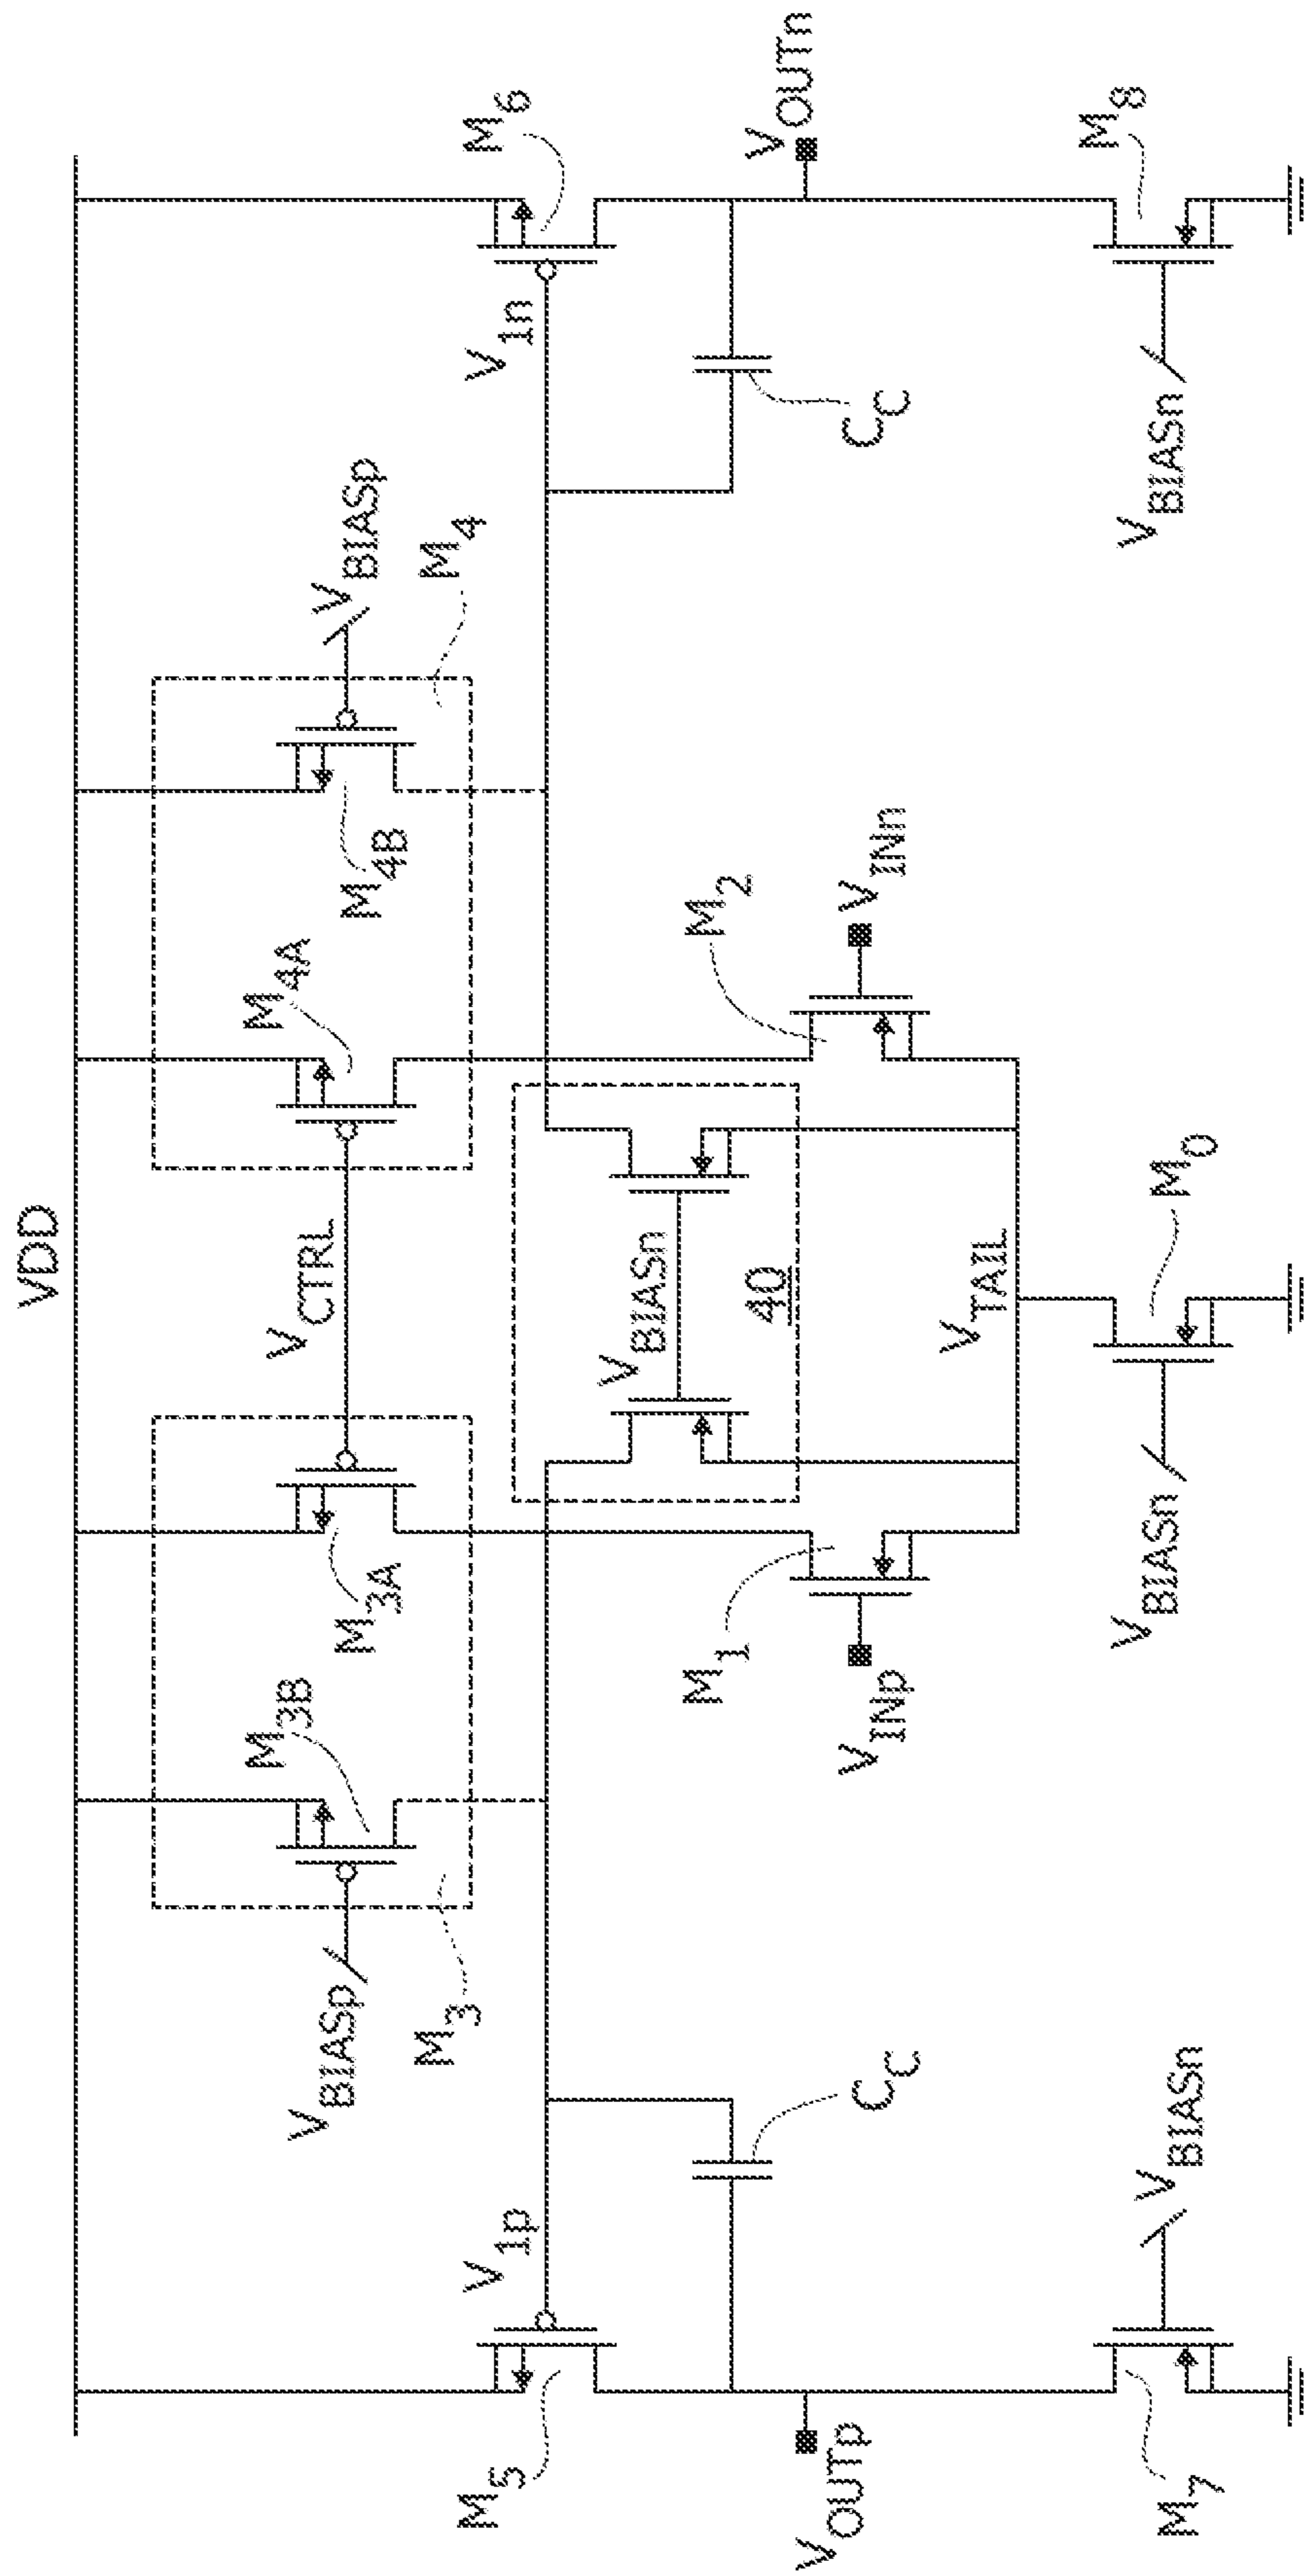 VDD
V1p
V1n
M5
M6
VBIASp
M3B
M3A
VCTRL
M4A
M4B
VBIASp
M3
M4
VBIASn
40
CC
CC
VOUTp
VOUTn
M1
M2
VINp
VINn
VTAIL
VBIASn
M0
M7
VBIASn
VBIASn
M8